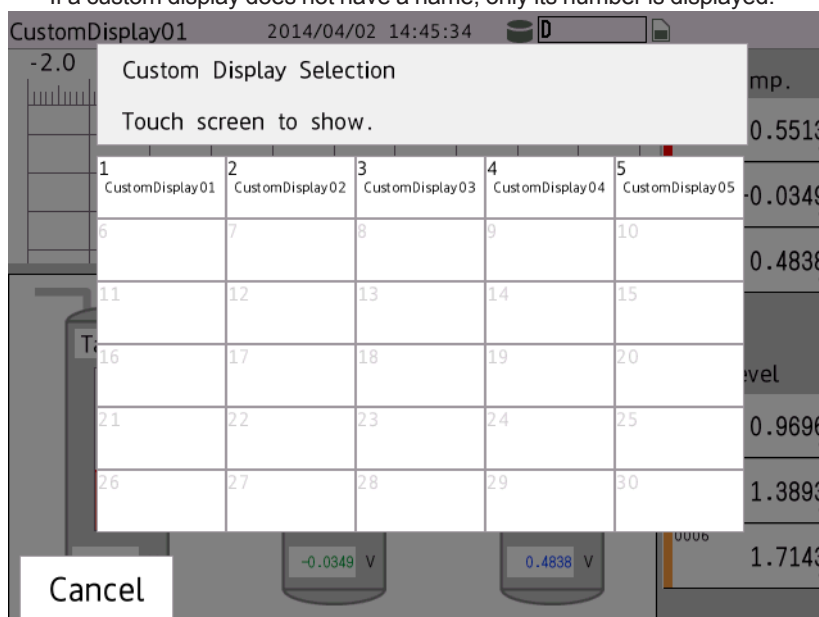 If a custom display does not have a name, only its number is displayed.
CustomDisplay01 2014/04/02 14:45:34 D
-2.0
Custom Display Selection
Touch screen to show.
mp.
0.5513
-0.0349
0.4838
1 2 3 4 5
CustomDisplay01 CustomDisplay02 CustomDisplay03 CustomDisplay04 CustomDisplay05
6 7 8 9 10
11 12 13 14 15
Ta
16 17 18 19 20
evel
21 22 23 24 25
0.9696
26 27 28 29 30
1.3893
0006
1.7143
-0.0349 V 0.4838 V
Cancel